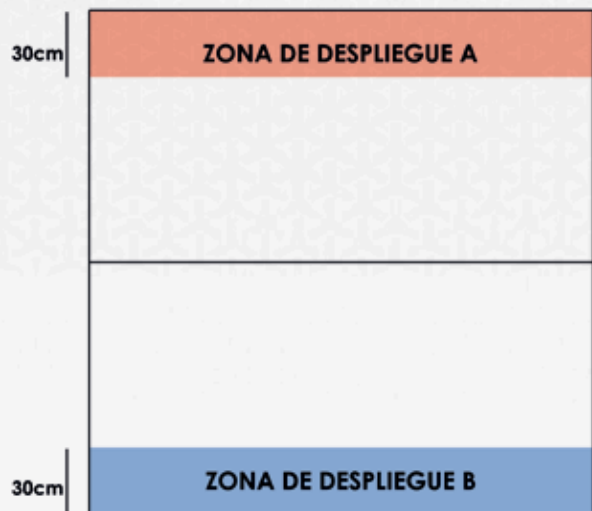 30cm
ZONA DE DESPLIEGUE A
30cm
ZONA DE DESPLIEGUE B